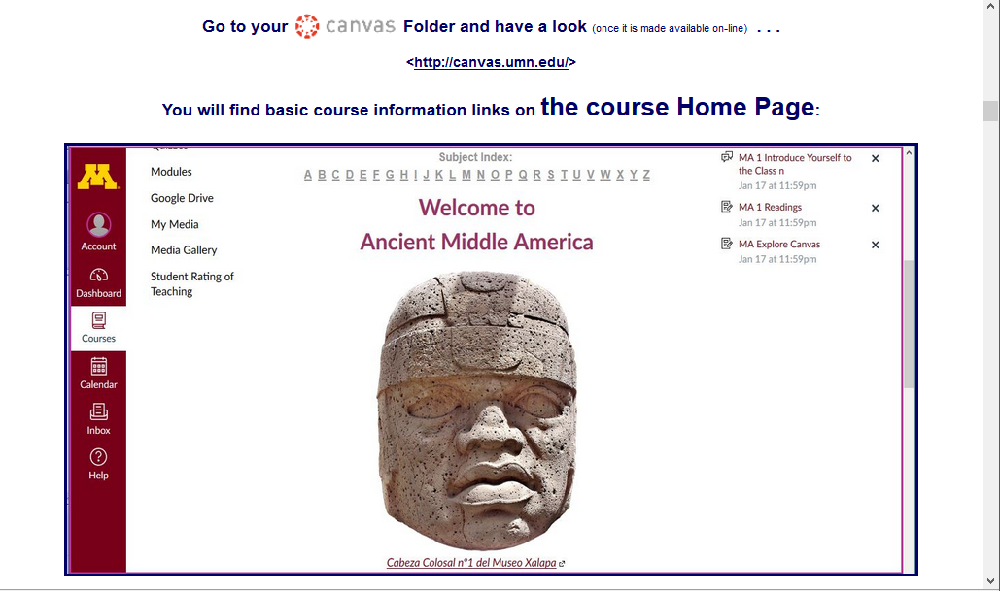 Go to your canvas Folder and have a look (once it is made available on-line) . . .
<http://canvas.umn.edu/>
You will find basic course information links on the course Home Page:
M
Account
Dashboard
Courses
Calendar
Inbox
Help
Modules
Google Drive
My Media
Media Gallery
Student Rating of
Teaching
Subject Index:
A B C D E F G H I J K L M N O P Q R S T U V W X Y Z
Welcome to
Ancient Middle America
Cabeza Colosal nº1 del Museo Xalapa
MA 1 Introduce Yourself to
the Class n
Jan 17 at 11:59pm
MA 1 Readings
Jan 17 at 11:59pm
MA Explore Canvas
Jan 17 at 11:59pm